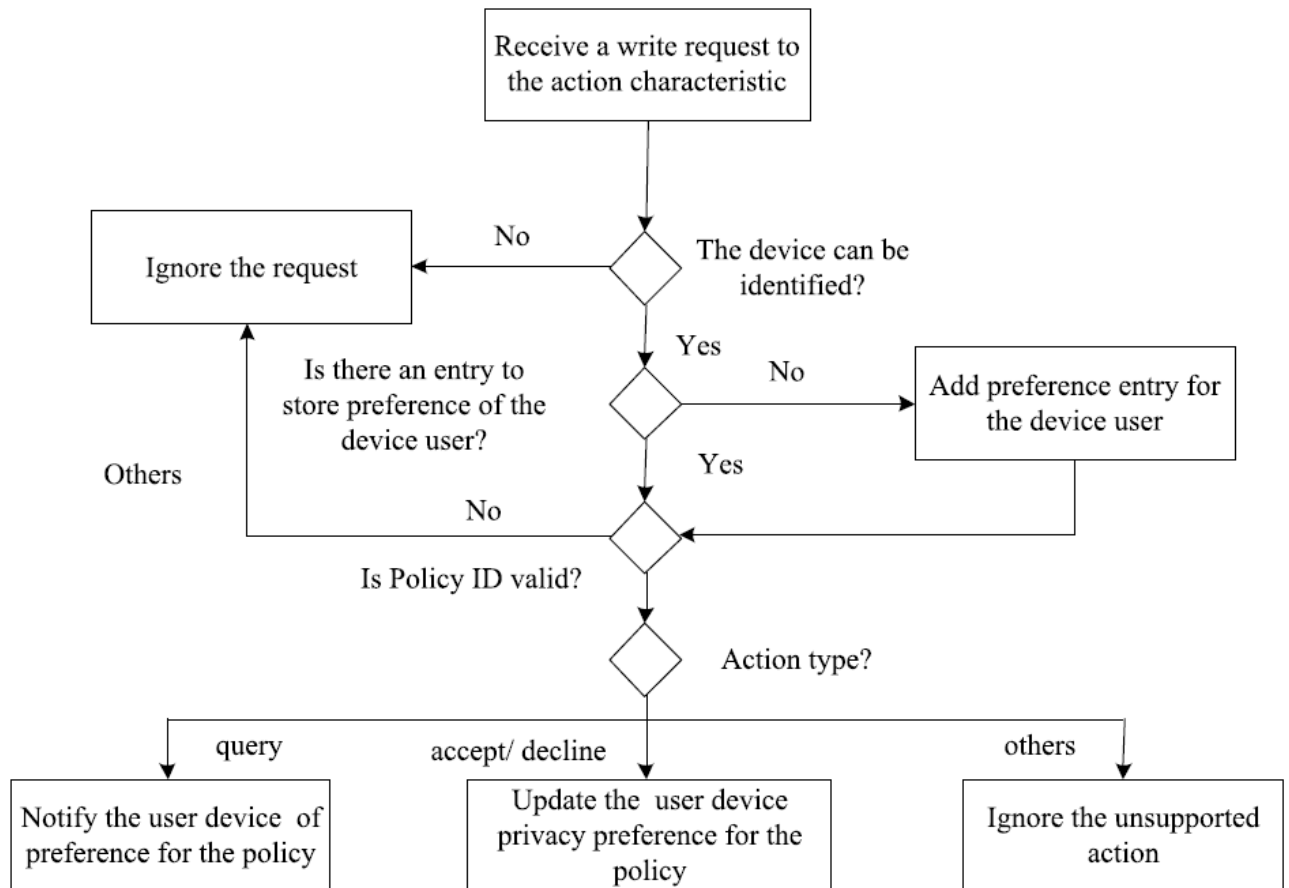 Receive a write request to
the action characteristic
No
Ignore the request
The device can be
identified?
Yes
Is there an entry to
store preference of the
device user?
No
Add preference entry for
the device user
Others
Yes
No
Is Policy ID valid?
Action type?
query
accept/ decline
others
Notify the user device of
preference for the policy
Update the user device
privacy preference for the
policy
Ignore the unsupported
action